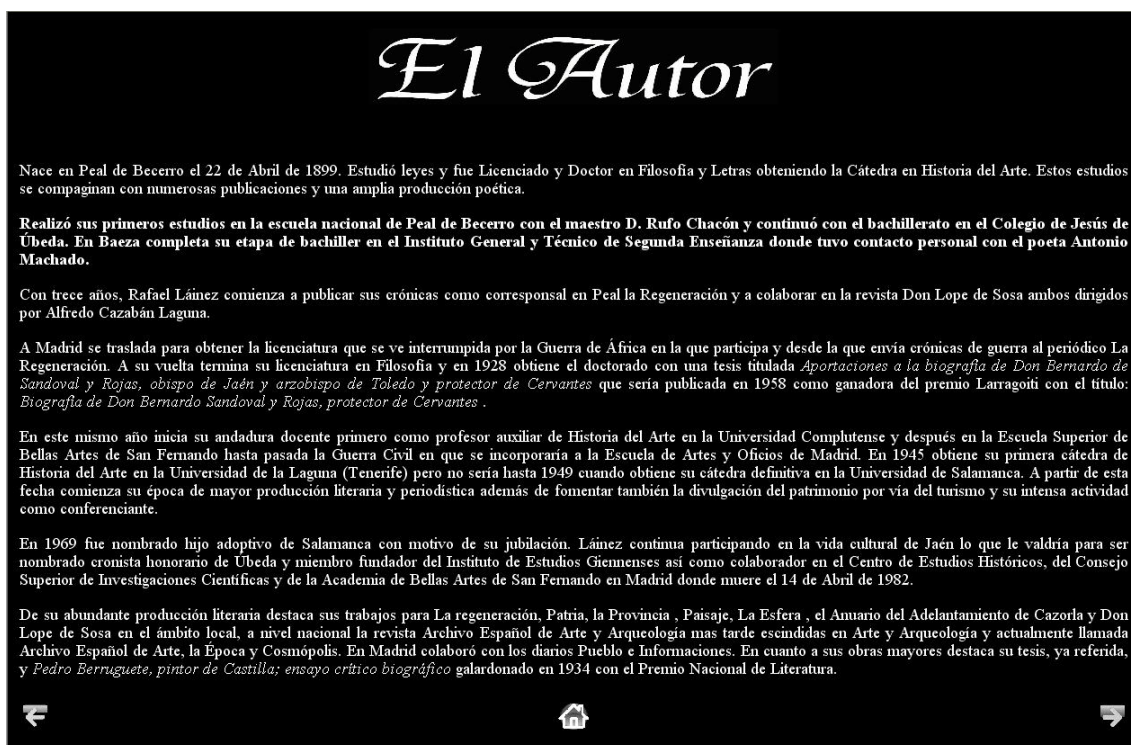 El Autor
Nace en Peal de Becerro el 22 de Abril de 1899. Estudió leyes y fue Licenciado y Doctor en Filosofía y Letras obteniendo la Cátedra en Historia del Arte. Estos estudios
se compaginan con numerosas publicaciones y una amplia producción poética.
Realizó sus primeros estudios en la escuela nacional de Peal de Becerro con el maestro D. Rufo Chacón y continuó con el bachillerato en el Colegio de Jesús de
Úbeda. En Baeza completa su etapa de bachiller en el Instituto General y Técnico de Segunda Enseñanza donde tuvo contacto personal con el poeta Antonio
Machado.
Con trece años, Rafael Láinez comienza a publicar sus crónicas como corresponsal en Peal la Regeneración y a colaborar en la revista Don Lope de Sosa ambos dirigidos
por Alfredo Cazabán Laguna.
A Madrid se traslada para obtener la licenciatura que se ve interrumpida por la Guerra de África en la que participa y desde la que envía crónicas de guerra al periódico La
Regeneración. A su vuelta termina su licenciatura en Filosofía y en 1928 obtiene el doctorado con una tesis titulada Aportaciones a la biografía de Don Bernardo de
Sandoval y Rojas, obispo de Jaén y arzobispo de Toledo y protector de Cervantes que sería publicada en 1958 como ganadora del premio Larragoiti con el título:
Biografía de Don Bernardo Sandoval y Rojas, protector de Cervantes .
En este mismo año inicia su andadura docente primero como profesor auxiliar de Historia del Arte en la Universidad Complutense y después en la Escuela Superior de
Bellas Artes de San Fernando hasta pasada la Guerra Civil en que se incorporaría a la Escuela de Artes y Oficios de Madrid. En 1945 obtiene su primera cátedra de
Historia del Arte en la Universidad de la Laguna (Tenerife) pero no sería hasta 1949 cuando obtiene su cátedra definitiva en la Universidad de Salamanca. A partir de esta
fecha comienza su época de mayor producción literaria y periodística además de fomentar también la divulgación del patrimonio por vía del turismo y su intensa actividad
como conferenciante.
En 1969 fue nombrado hijo adoptivo de Salamanca con motivo de su jubilación. Láinez continua participando en la vida cultural de Jaén lo que le valdría para ser
nombrado cronista honorario de Úbeda y miembro fundador del Instituto de Estudios Giennenses así como colaborador en el Centro de Estudios Históricos, del Consejo
Superior de Investigaciones Científicas y de la Academia de Bellas Artes de San Fernando en Madrid donde muere el 14 de Abril de 1982.
De su abundante producción literaria destaca sus trabajos para La regeneración, Patria, la Provincia , Paisaje, La Esfera , el Anuario del Adelantamiento de Cazorla y Don
Lope de Sosa en el ámbito local, a nivel nacional la revista Archivo Español de Arte y Arqueología mas tarde escindidas en Arte y Arqueología y actualmente llamada
Archivo Español de Arte, la Época y Cosmópolis. En Madrid colaboró con los diarios Pueblo e Informaciones. En cuanto a sus obras mayores destaca su tesis, ya referida,
y Pedro Berruguete, pintor de Castilla; ensayo crítico biográfico galardonado en 1934 con el Premio Nacional de Literatura.